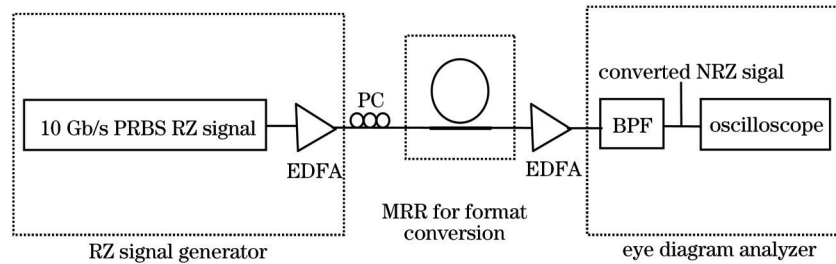 converted NRZ sigal
PC
10 Gb/s PRBS RZ signal
BPF
oscilloscope
EDFA
EDFA
MRR for format
conversion
RZ signal generator
eye diagram analyzer